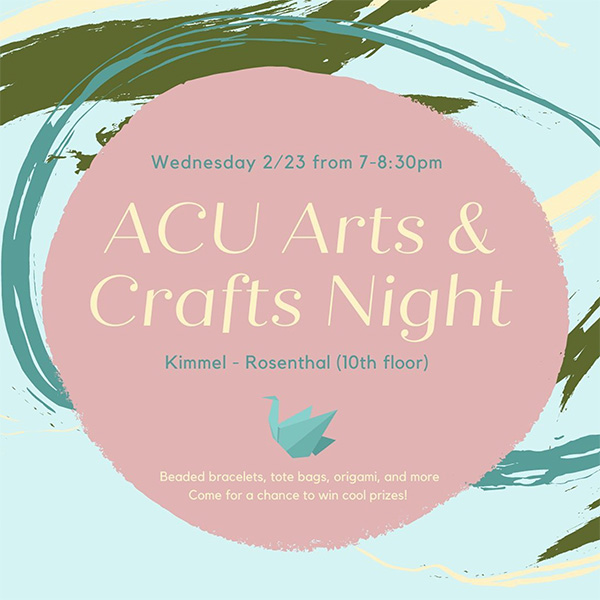 Wednesday 2/23 from 7-8:30pm
ACU Arts &
Crafts Night
Kimmel - Rosenthal (10th floor)
Beaded bracelets, tote bags, origami, and more
Come for a chance to win cool prizes!